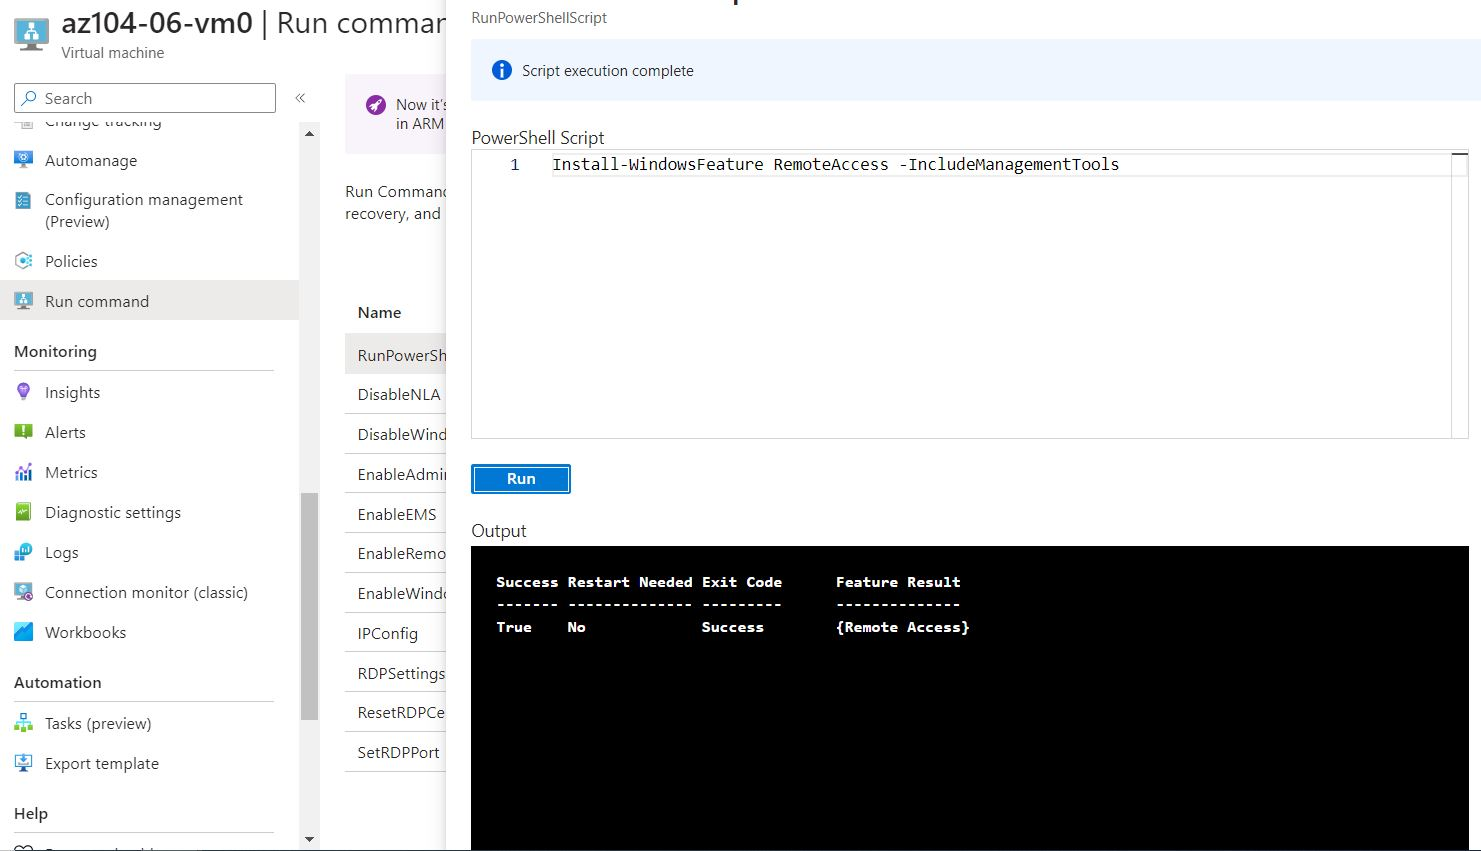 az104-06-vm0 | Run comman
Virtual machine
Search
«
Change tracking
Automanage
Configuration management
(Preview)
Policies
Run command
Monitoring
Insights
Alerts
Metrics
Diagnostic settings
Logs
Connection monitor (classic)
Workbooks
Automation
Tasks (preview)
Export template
Help
Now it's
in ARM
Run Comman
recovery, and
Name
RunPowerSh
DisableNLA
DisableWind
EnableAdmi
EnableEMS
EnableRemo
EnableWind
IPConfig
RDPSettings
ResetRDPCe
SetRDPPort
RunPowerShellScript
Script execution complete
PowerShell Script
1 Install-WindowsFeature RemoteAccess -IncludeManagementTools
Run
Output
Success Restart Needed Exit Code Feature Result
------- -------------- --------- --------------
True No Success {Remote Access}